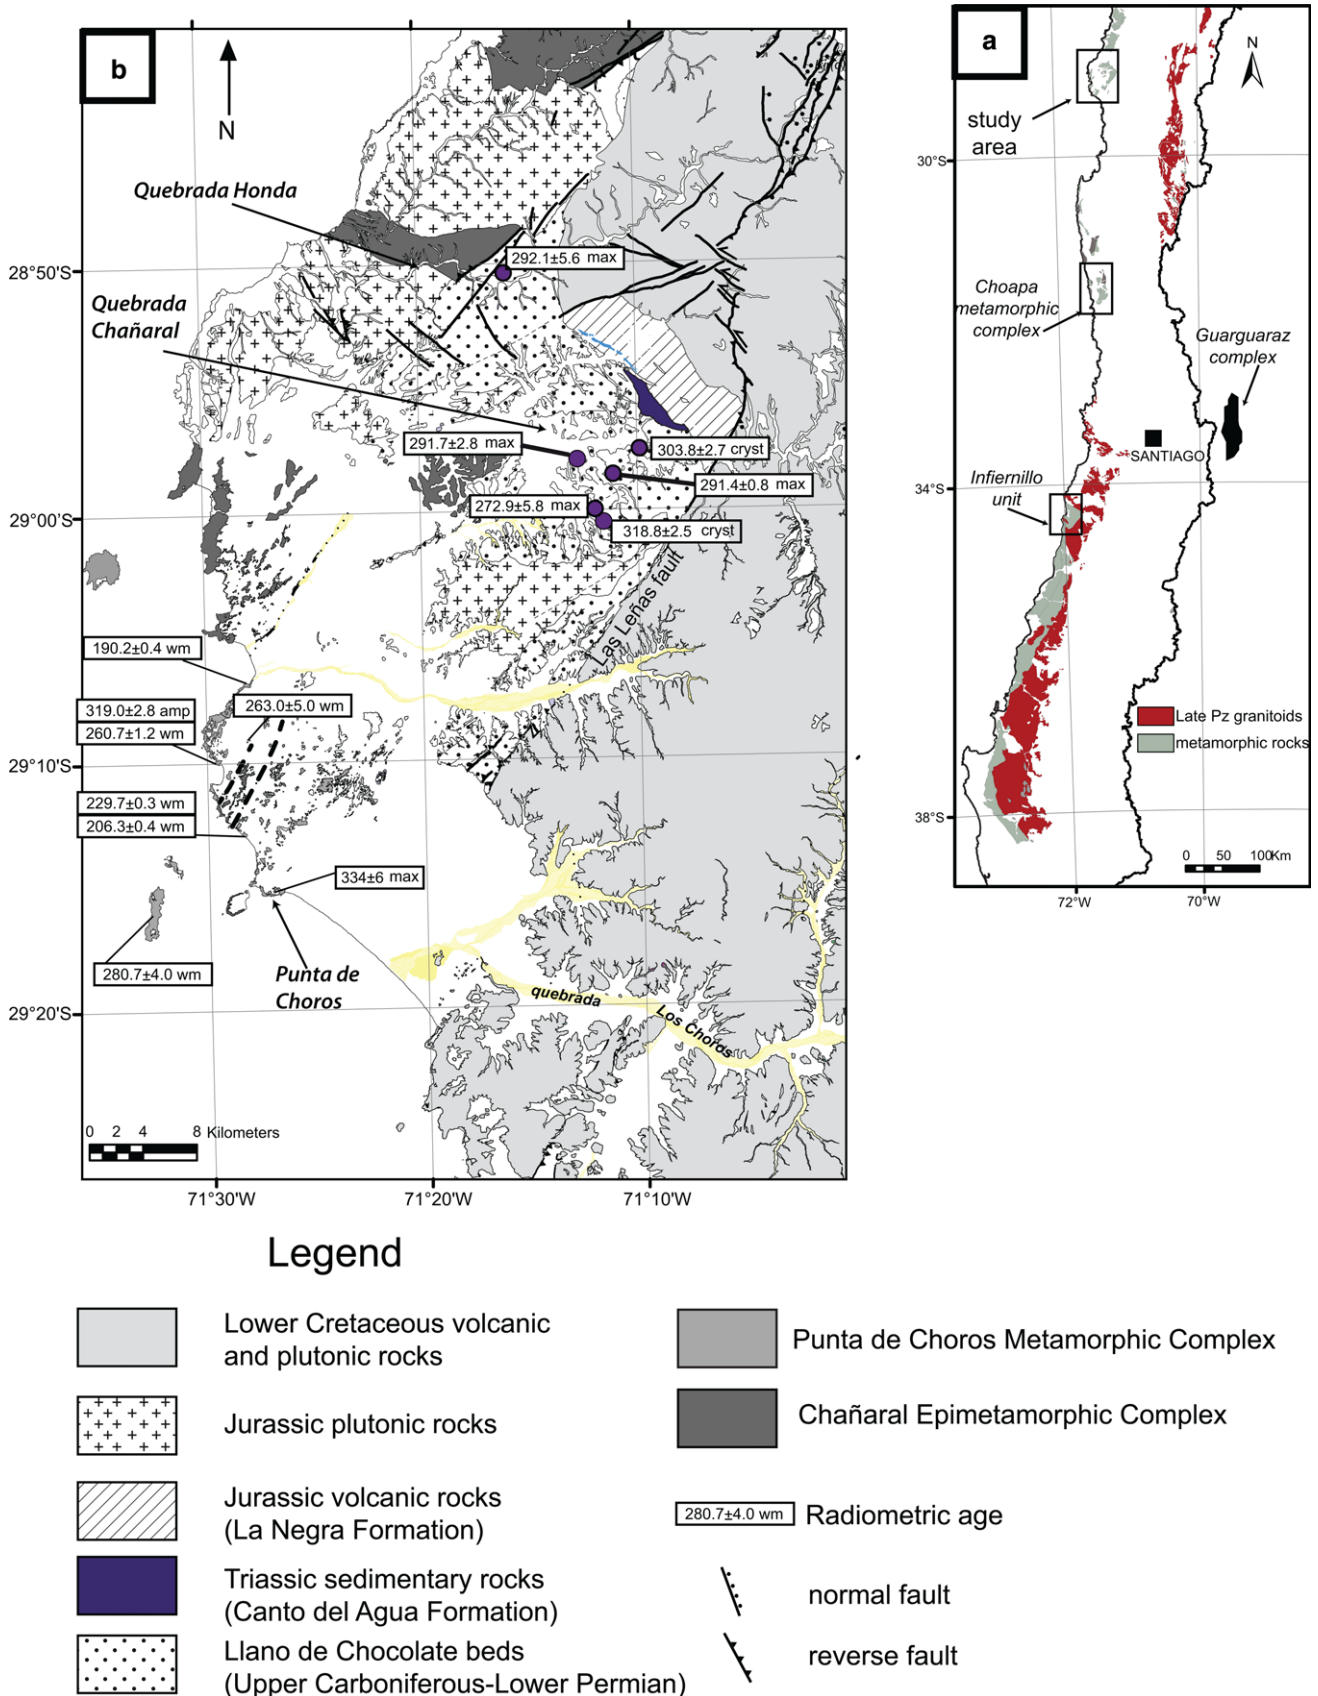 b
N
Quebrada Honda
28°50'S
Quebrada
Chañaral
292.1±5.6 max
291.7±2.8 max
303.8±2.7 cryst
291.4±0.8 max
272.9±5.8 max
318.8±2.5 cryst
29°00'S
Las Leñas fault
190.2±0.4 wm
263.0±5.0 wm
319.0±2.8 amp
260.7±1.2 wm
29°10'S
229.7±0.3 wm
206.3±0.4 wm
334±6 max
280.7±4.0 wm
Punta de
Choros
quebrada
Los Choros
29°20'S
0 2 4 8 Kilometers
71°30'W
71°20'W
71°10'W
a
N
study
area
30°S
Choapa
metamorphic
complex
Guarguaraz
complex
SANTIAGO
Infiernillo
unit
34°S
Late Pz granitoids
metamorphic rocks
38°S
0 50 100Km
72°W
70°W
Legend
Lower Cretaceous volcanic
and plutonic rocks
Jurassic plutonic rocks
Jurassic volcanic rocks
(La Negra Formation)
Triassic sedimentary rocks
(Canto del Agua Formation)
Llano de Chocolate beds
(Upper Carboniferous-Lower Permian)
Punta de Choros Metamorphic Complex
Chañaral Epimetamorphic Complex
280.7±4.0 wm
Radiometric age
normal fault
reverse fault